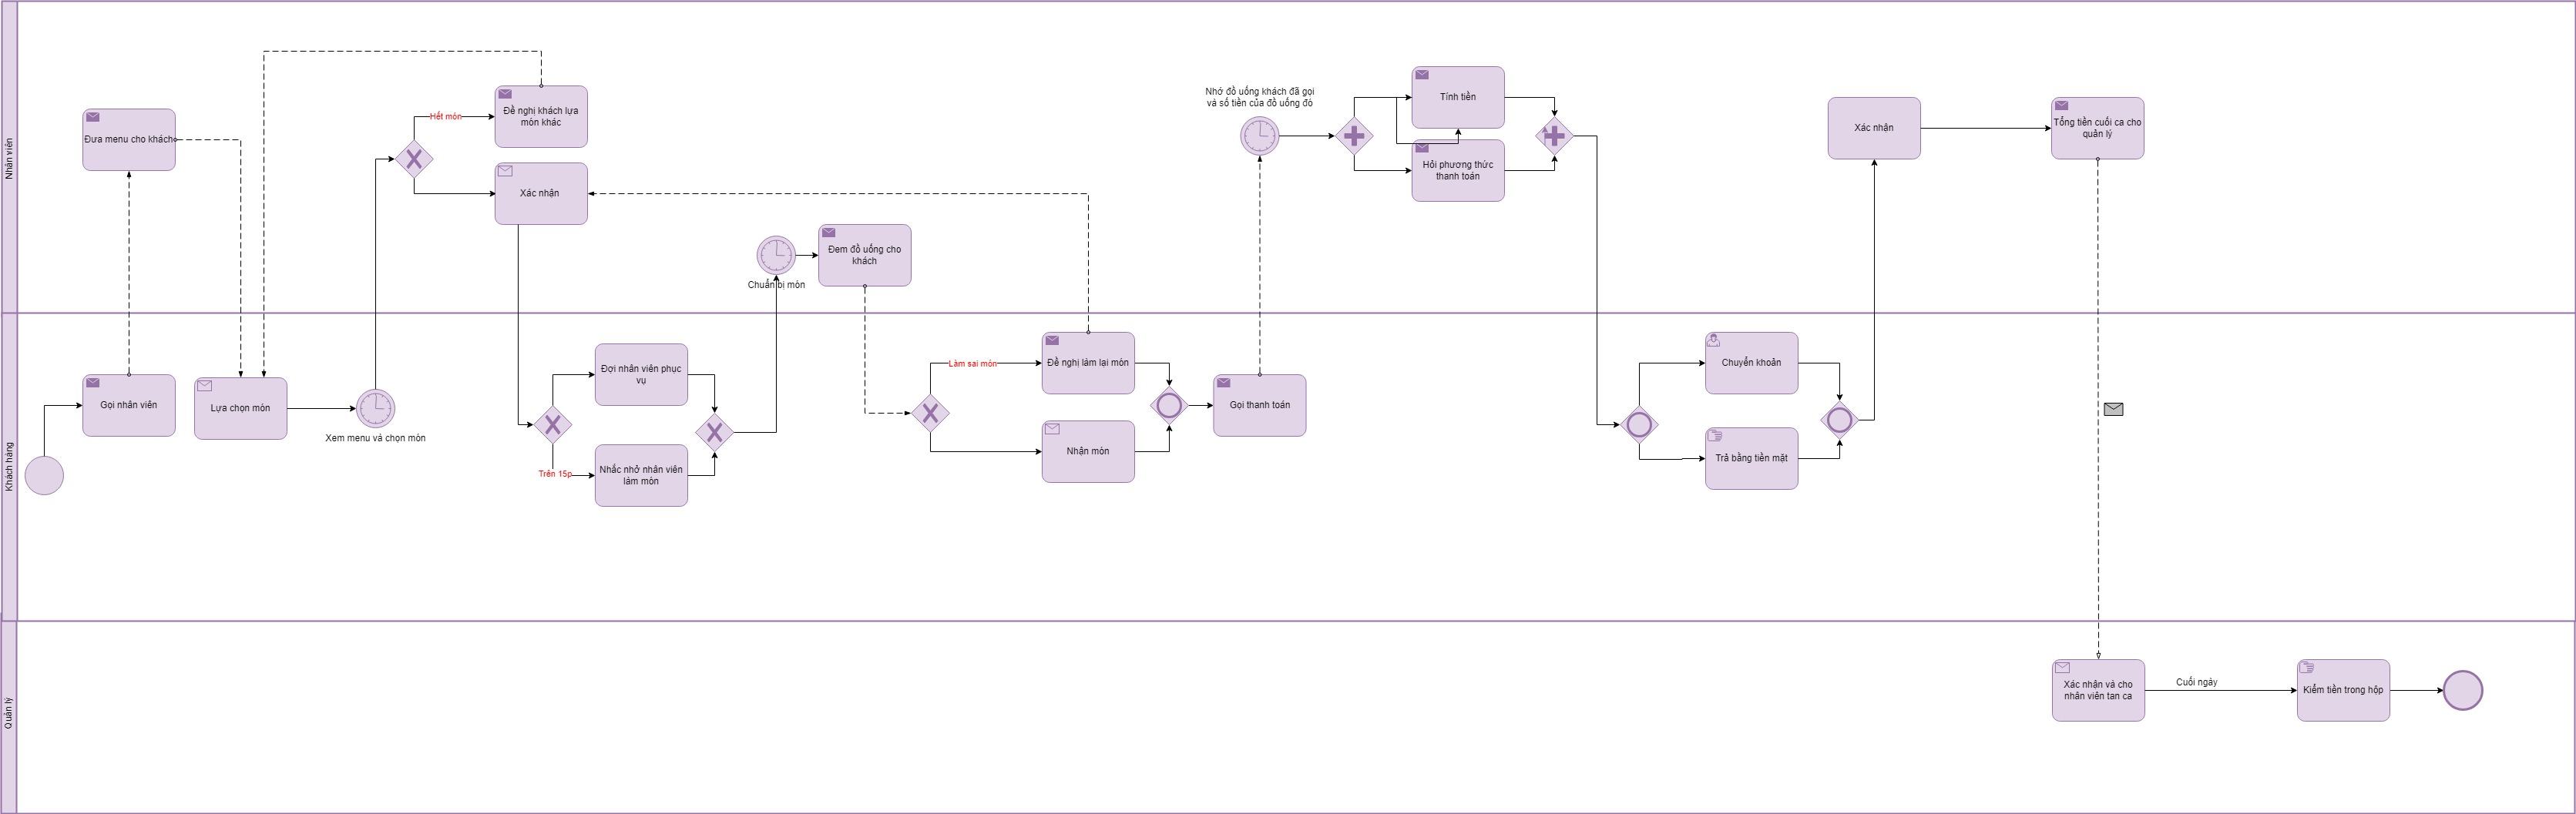 Nhân viên
Đưa menu cho khách
Hết món
Đề nghị khách lựa
món khác
Xác nhận
Chuẩn bị món
Đem đồ uống cho
khách
Nhớ đồ uống khách đã gọi
và số tiền của đồ uống đó
Tính tiền
Hỏi phương thức
thanh toán
Xác nhận
Tổng tiền cuối ca cho
quản lý
Khách hàng
Gọi nhân viên
Lựa chọn món
Xem menu và chọn món
Đợi nhân viên phục
vụ
Trên 15p
Nhắc nhở nhân viên
làm món
Làm sai món
Đề nghị làm lại món
Nhận món
Gọi thanh toán
Chuyển khoản
Trả bằng tiền mặt
Quản lý
Xác nhận và cho
nhân viên tan ca
Cuối ngày
Kiểm tiền trong hộp